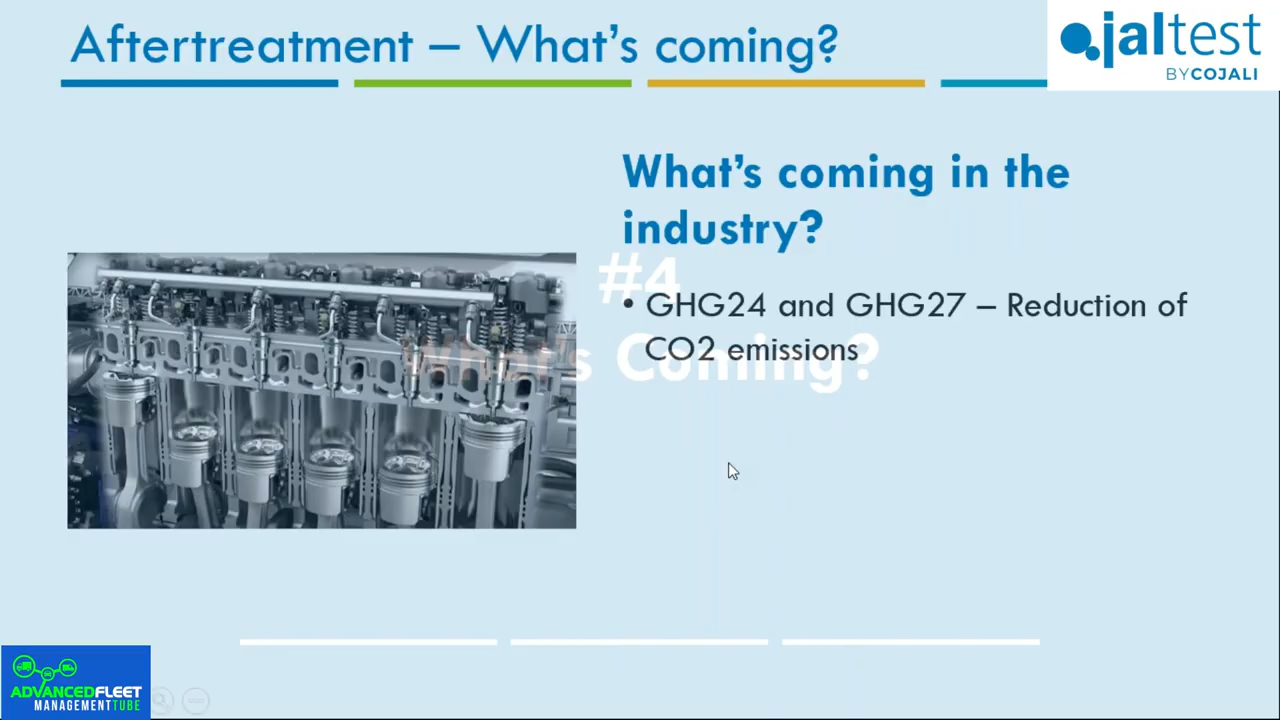 Aftertreatment – What's coming?
jaltest
BY COJALI
What's coming in the
industry?
#4
• GHG24 and GHG27 – Reduction of
CO2 emissions
What's Coming?
ADVANCEDFLEET
MANAGEMENTTUBE